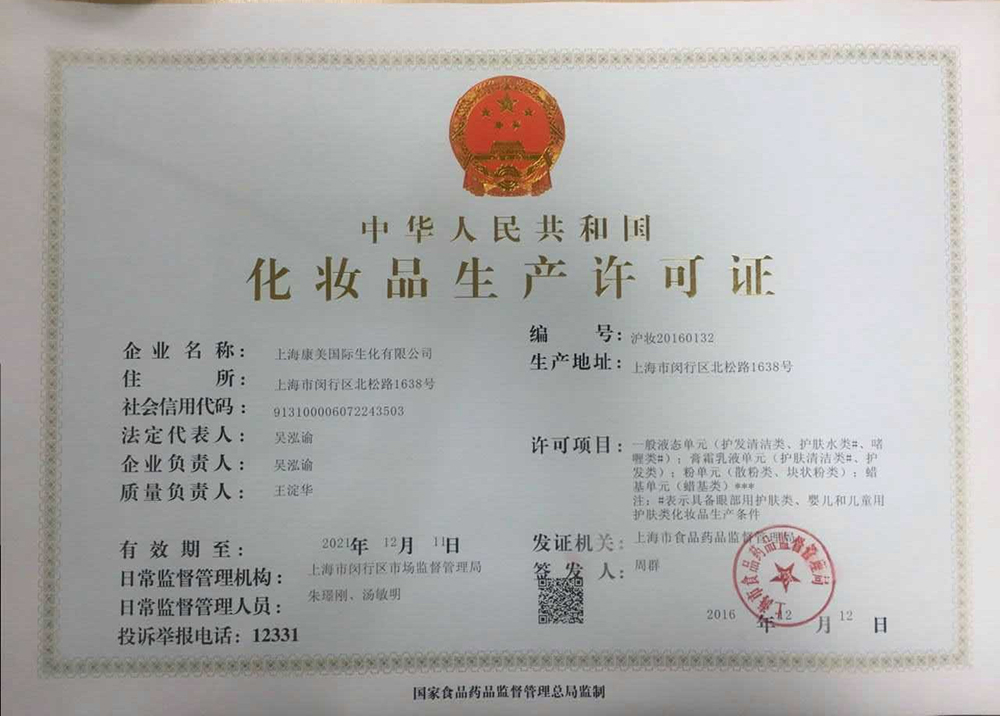 中华人民共和国
化妆品生产许可证
企业名称：上海康美国际生化有限公司
住所：上海市闵行区北松路1638号
社会信用代码：913100006072243503
法定代表人：吴泓谕
企业负责人：吴泓谕
质量负责人：王淀华
有效期至：2021年12月11日
日常监督管理机构：上海市闵行区市场监督管理局
日常监督管理人员：朱璟刚、汤敏明
投诉举报电话：12331
编号：沪妆20160132
生产地址：上海市闵行区北松路1638号
许可项目：一般液态单元（护发清洁类、护肤水类#、啫
喱类#）；膏霜乳液单元（护肤清洁类#、护
发类）；粉单元（散粉类、块状粉类）；蜡
基单元（蜡基类）***
注：#表示具备眼部用护肤类、婴儿和儿童用
护肤类化妆品生产条件
发证机关：上海市食品药品监督管理局
签发人：周群
上海市食品药品监督管理局
2016年12月12日
国家食品药品监督管理总局监制